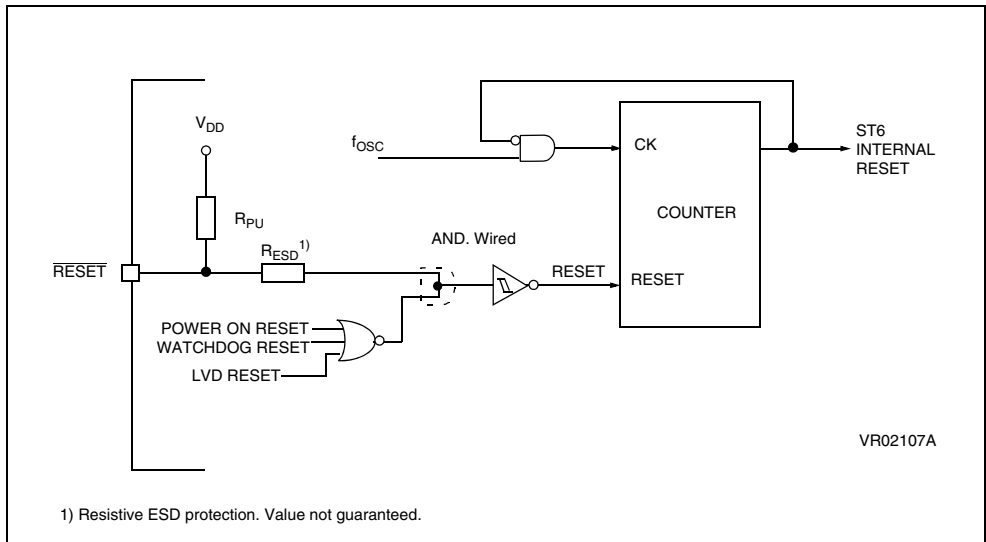 V_DD
f_OSC
CK
ST6
INTERNAL
RESET
COUNTER
R_PU
AND. Wired
R_ESD 1)
RESET
RESET
RESET
POWER ON RESET
WATCHDOG RESET
LVD RESET
VR02107A
1) Resistive ESD protection. Value not guaranteed.